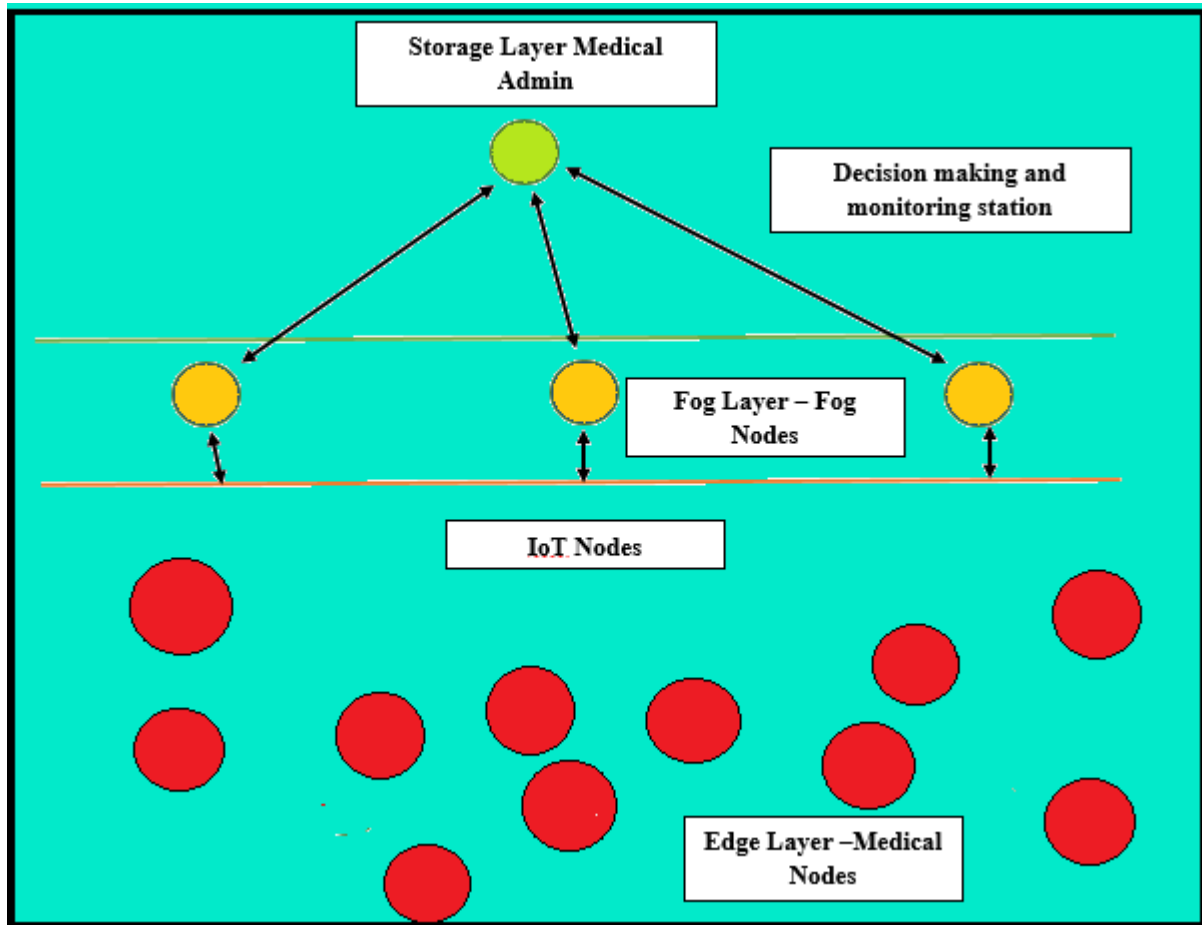 Storage Layer Medical
Admin
Decision making and
monitoring station
Fog Layer – Fog
Nodes
IoT Nodes
Edge Layer –Medical
Nodes